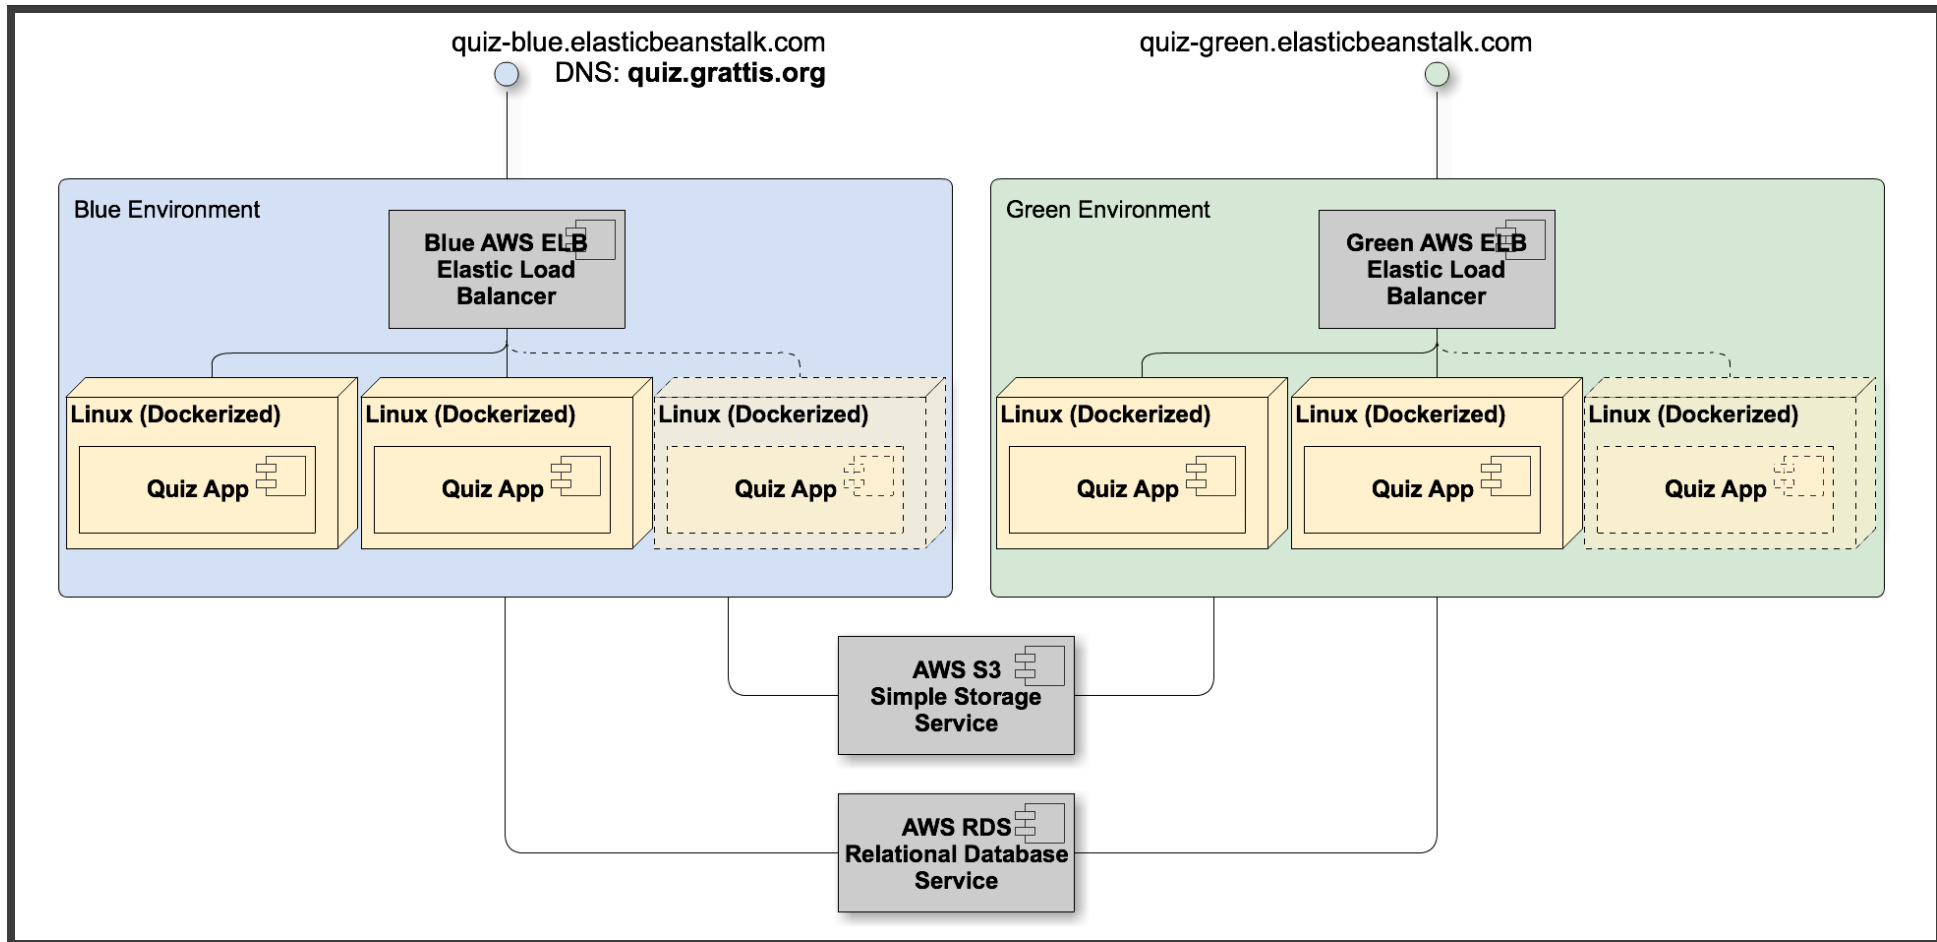 quiz-blue.elasticbeanstalk.com
DNS: quiz.grattis.org
quiz-green.elasticbeanstalk.com
Blue Environment
Blue AWS ELB
Elastic Load
Balancer
Linux (Dockerized)
Quiz App
Linux (Dockerized)
Quiz App
Linux (Dockerized)
Quiz App
Green Environment
Green AWS ELB
Elastic Load
Balancer
Linux (Dockerized)
Quiz App
Linux (Dockerized)
Quiz App
Linux (Dockerized)
Quiz App
AWS S3
Simple Storage
Service
AWS RDS
Relational Database
Service